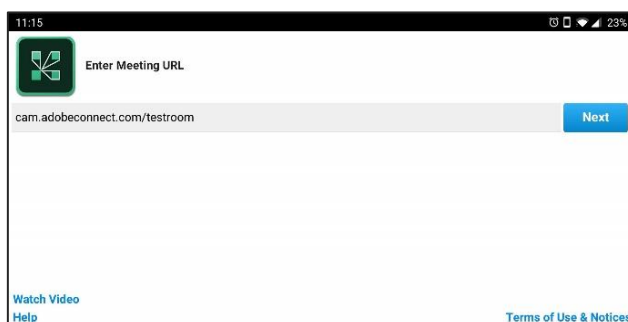 11:15
23%
Enter Meeting URL
cam.adobeconnect.com/testroom
Next
Watch Video
Help
Terms of Use & Notices